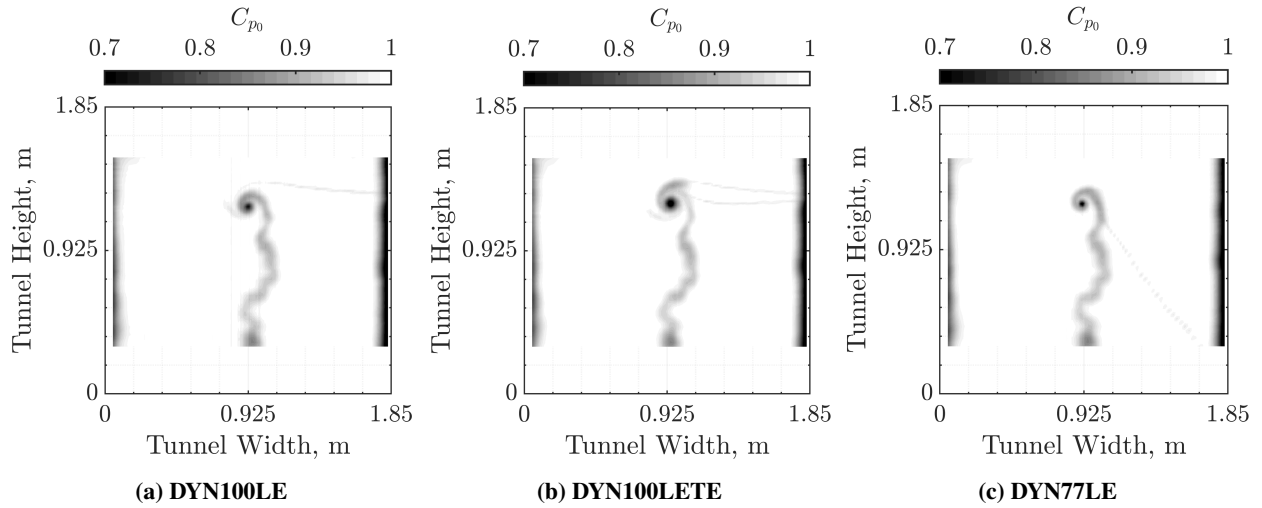 C_{p_0} C_{p_0} C_{p_0}
0.7 0.8 0.9 1 0.7 0.8 0.9 1 0.7 0.8 0.9 1
1.85 1.85 1.85
Tunnel Height, m Tunnel Height, m Tunnel Height, m
0.925 0.925 0.925
0 0 0
0 0.925 1.85 0 0.925 1.85 0 0.925 1.85
Tunnel Width, m Tunnel Width, m Tunnel Width, m
(a) DYN100LE (b) DYN100LETE (c) DYN77LE